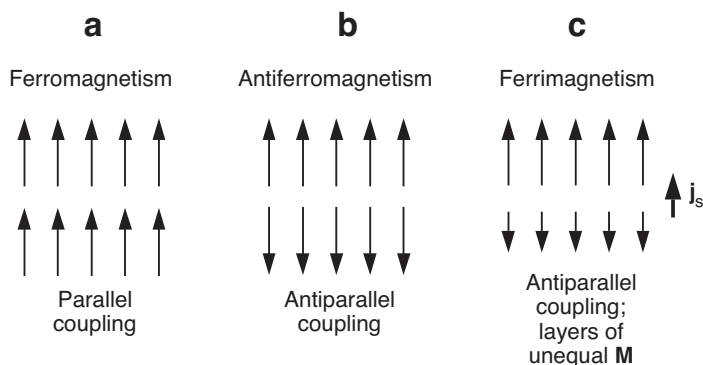 a
Ferromagnetism
Parallel
coupling
b
Antiferromagnetism
Antiparallel
coupling
c
Ferrimagnetism
js
Antiparallel
coupling;
layers of
unequal M